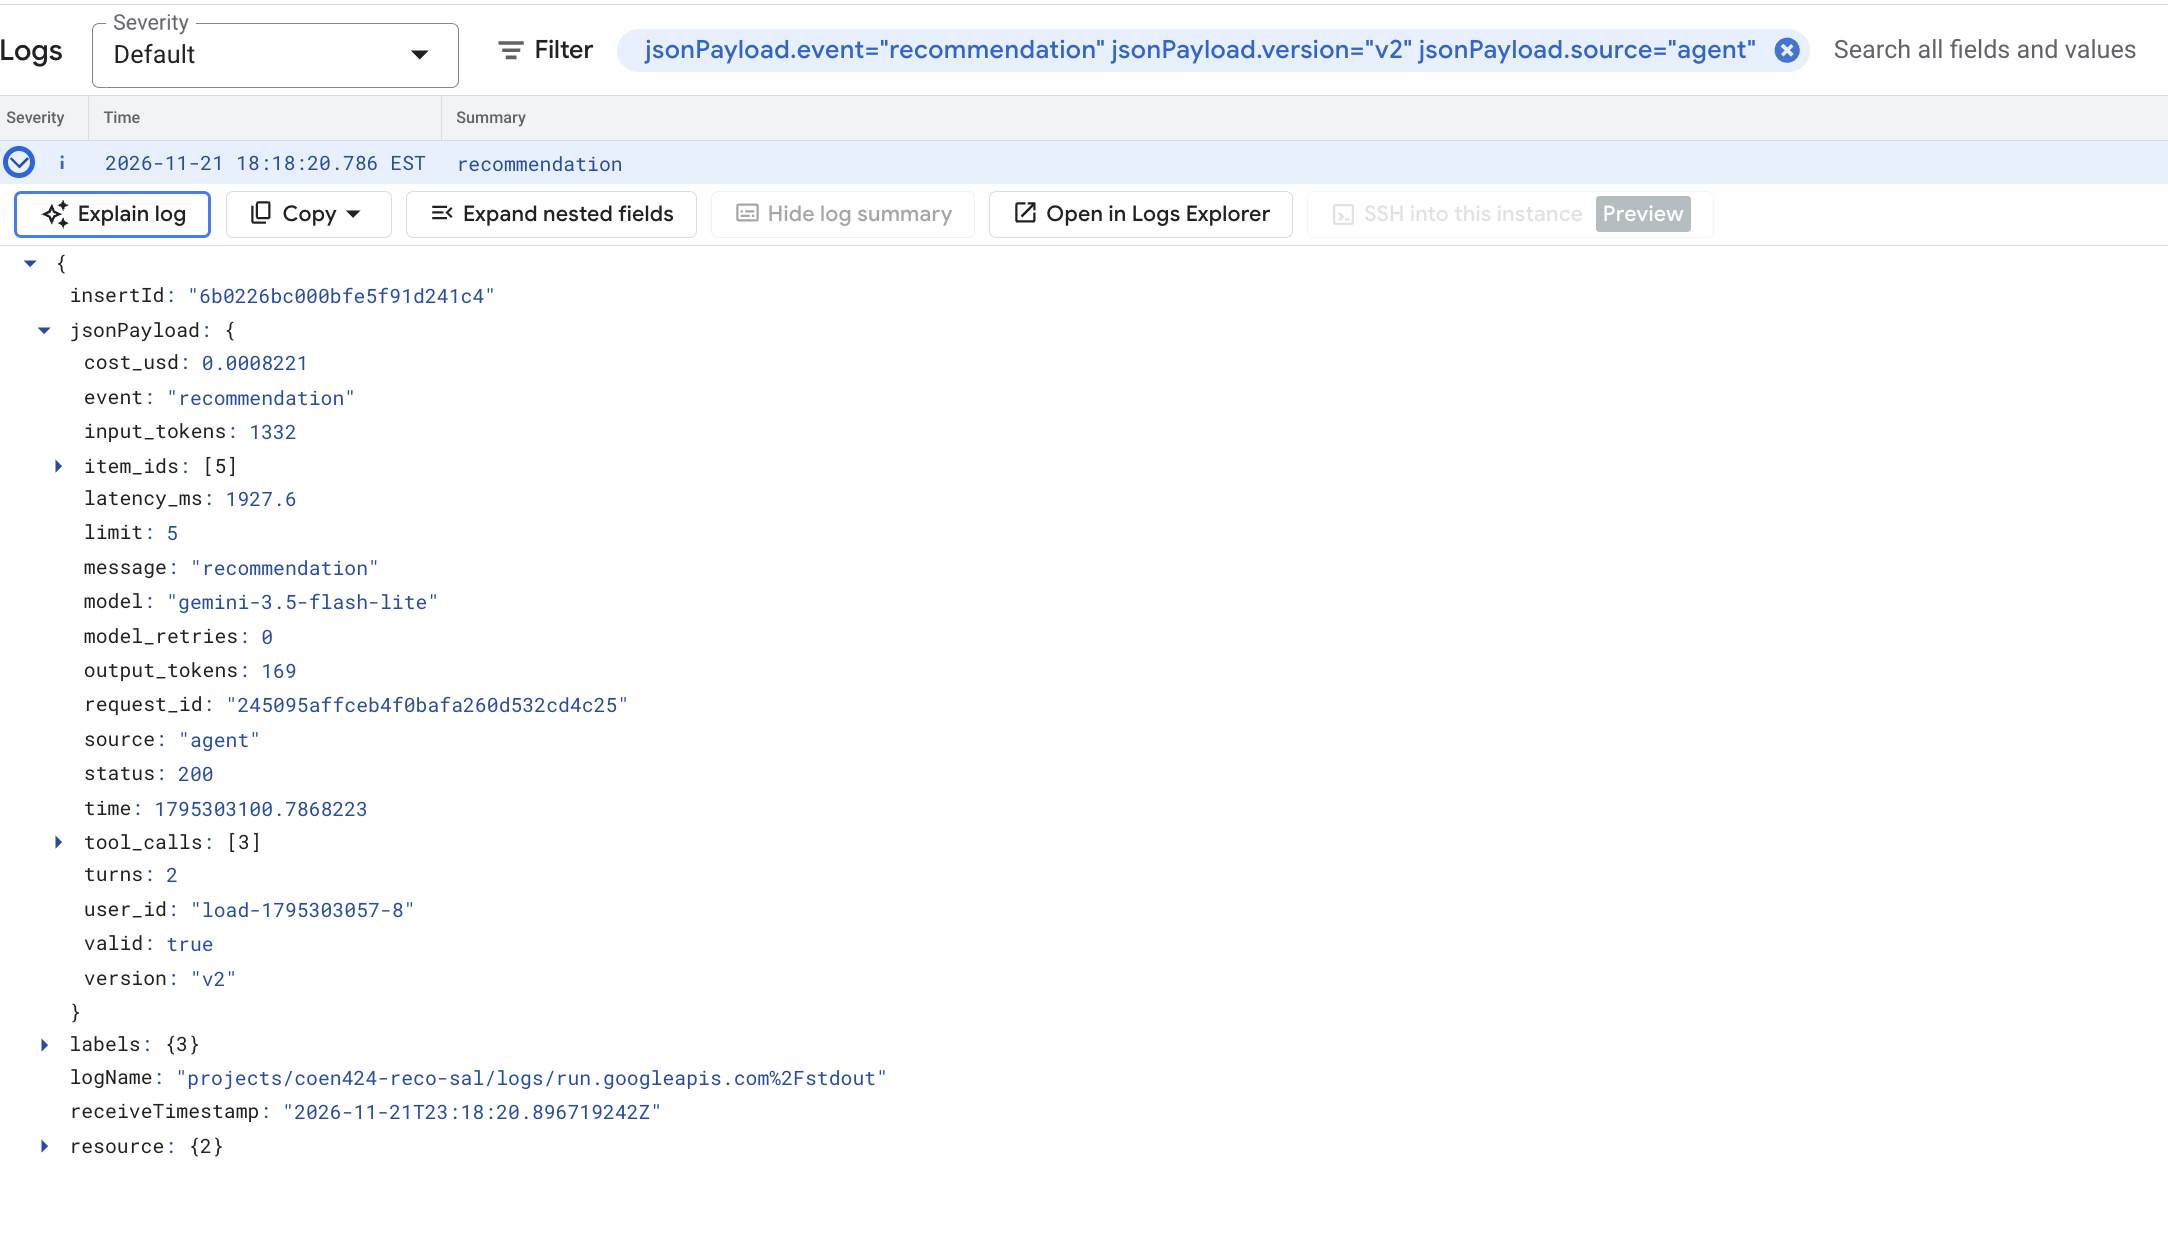 Logs
Severity
Default
Filter
jsonPayload.event="recommendation" jsonPayload.version="v2" jsonPayload.source="agent"
Search all fields and values
Severity Time Summary
i 2026-11-21 18:18:20.786 EST recommendation
Explain log Copy Expand nested fields Hide log summary Open in Logs Explorer SSH into this instance Preview
{
insertId: "6b0226bc000bfe5f91d241c4"
jsonPayload: {
cost_usd: 0.0008221
event: "recommendation"
input_tokens: 1332
item_ids: [5]
latency_ms: 1927.6
limit: 5
message: "recommendation"
model: "gemini-3.5-flash-lite"
model_retries: 0
output_tokens: 169
request_id: "245095affceb4f0bafa260d532cd4c25"
source: "agent"
status: 200
time: 1795303100.7868223
tool_calls: [3]
turns: 2
user_id: "load-1795303057-8"
valid: true
version: "v2"
}
labels: {3}
logName: "projects/coen424-reco-sal/logs/run.googleapis.com%2Fstdout"
receiveTimestamp: "2026-11-21T23:18:20.896719242Z"
resource: {2}